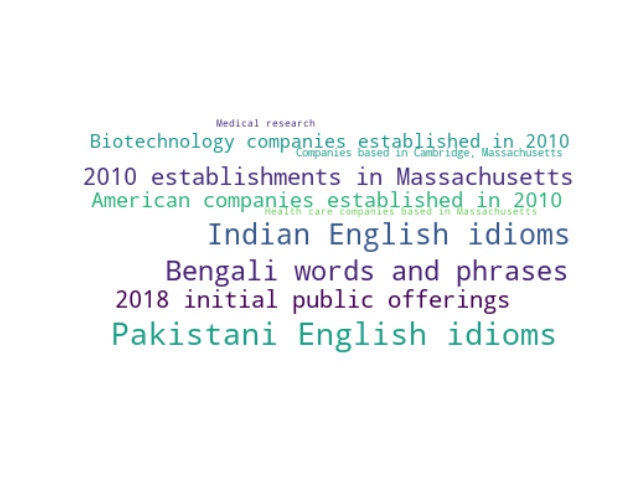 Medical research
Biotechnology companies established in 2010
Companies based in Cambridge, Massachusetts
2010 establishments in Massachusetts
American companies established in 2010
Health care companies based in Massachusetts
Indian English idioms
Bengali words and phrases
2018 initial public offerings
Pakistani English idioms